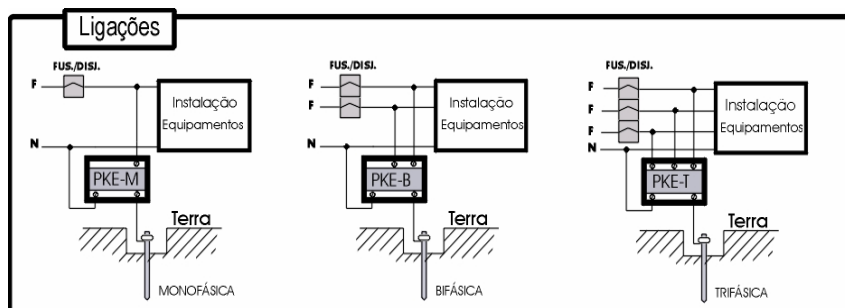 Ligações
FUS./DISJ.
F
N
Instalação
Equipamentos
PKE-M
Terra
MONOFÁSICA
FUS./DISJ.
F
F
N
Instalação
Equipamentos
PKE-B
Terra
BIFÁSICA
FUS./DISJ.
F
F
F
N
Instalação
Equipamentos
PKE-T
Terra
TRIFÁSICA